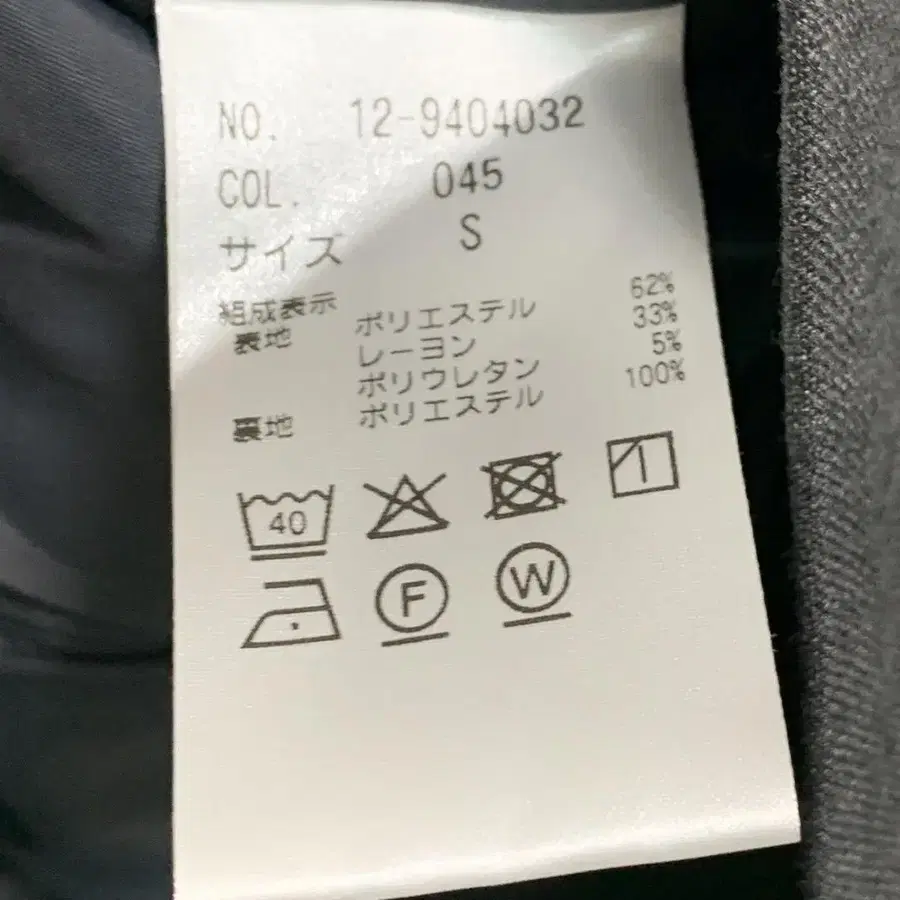 NO. 12-9404032
COL. 045
サイズ S
組成表示
表地 ポリエステル 62%
レーヨン 33%
ポリウレタン 5%
裏地 ポリエステル 100%
40
F W